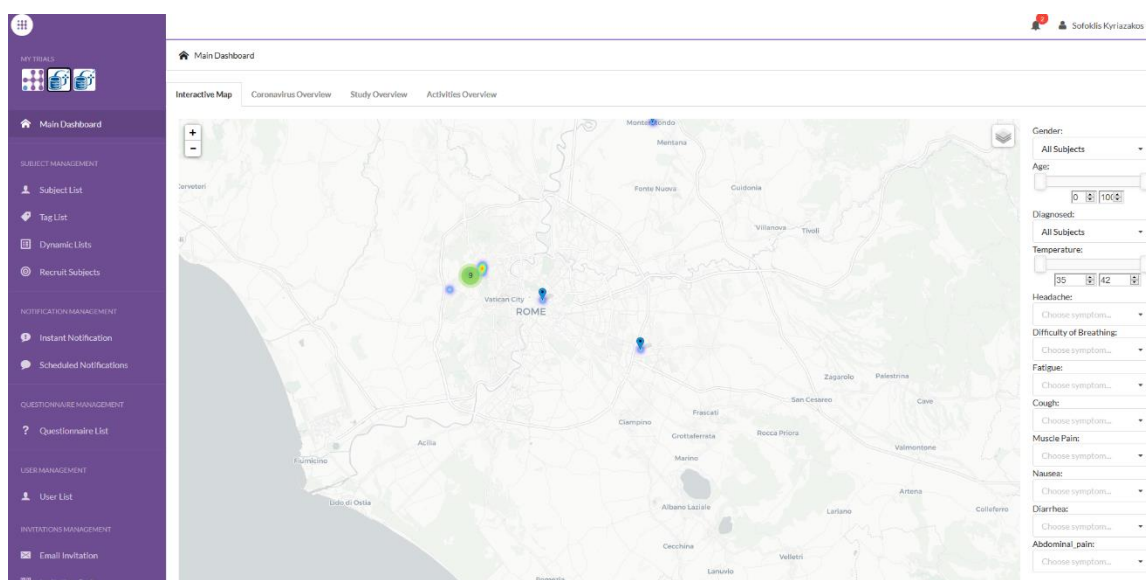 2
Sofoklis Kyriazakos
MY TRIALS
Main Dashboard
SUBJECT MANAGEMENT
Subject List
Tag List
Dynamic Lists
Recruit Subjects
NOTIFICATION MANAGEMENT
Instant Notification
Scheduled Notifications
QUESTIONNAIRE MANAGEMENT
? Questionnaire List
USER MANAGEMENT
User List
INVITATIONS MANAGEMENT
Email Invitation
Main Dashboard
Interactive Map Coronavirus Overview Study Overview Activities Overview
+
-
Mentana
Cerveteri
Fonte Nuova
Guidonia
Villanova
Tivoli
Vatican City
ROME
Zagarolo
Palestrina
San Cesareo
Cave
Frascati
Ciampino
Grottaferrata
Rocca Priora
Acilia
Marino
Valmontone
Fiumicino
Artena
Lido di Ostia
Albano Laziale
Lariano
Colleferro
Cecchina
Velletri
Lanuvio
Gender:
All Subjects
Age:
0 100
Diagnosed:
All Subjects
Temperature:
35 42
Headache:
Choose symptom...
Difficulty of Breathing:
Choose symptom...
Fatigue:
Choose symptom...
Cough:
Choose symptom...
Muscle Pain:
Choose symptom...
Nausea:
Choose symptom...
Diarrhea:
Choose symptom...
Abdominal_pain:
Choose symptom...